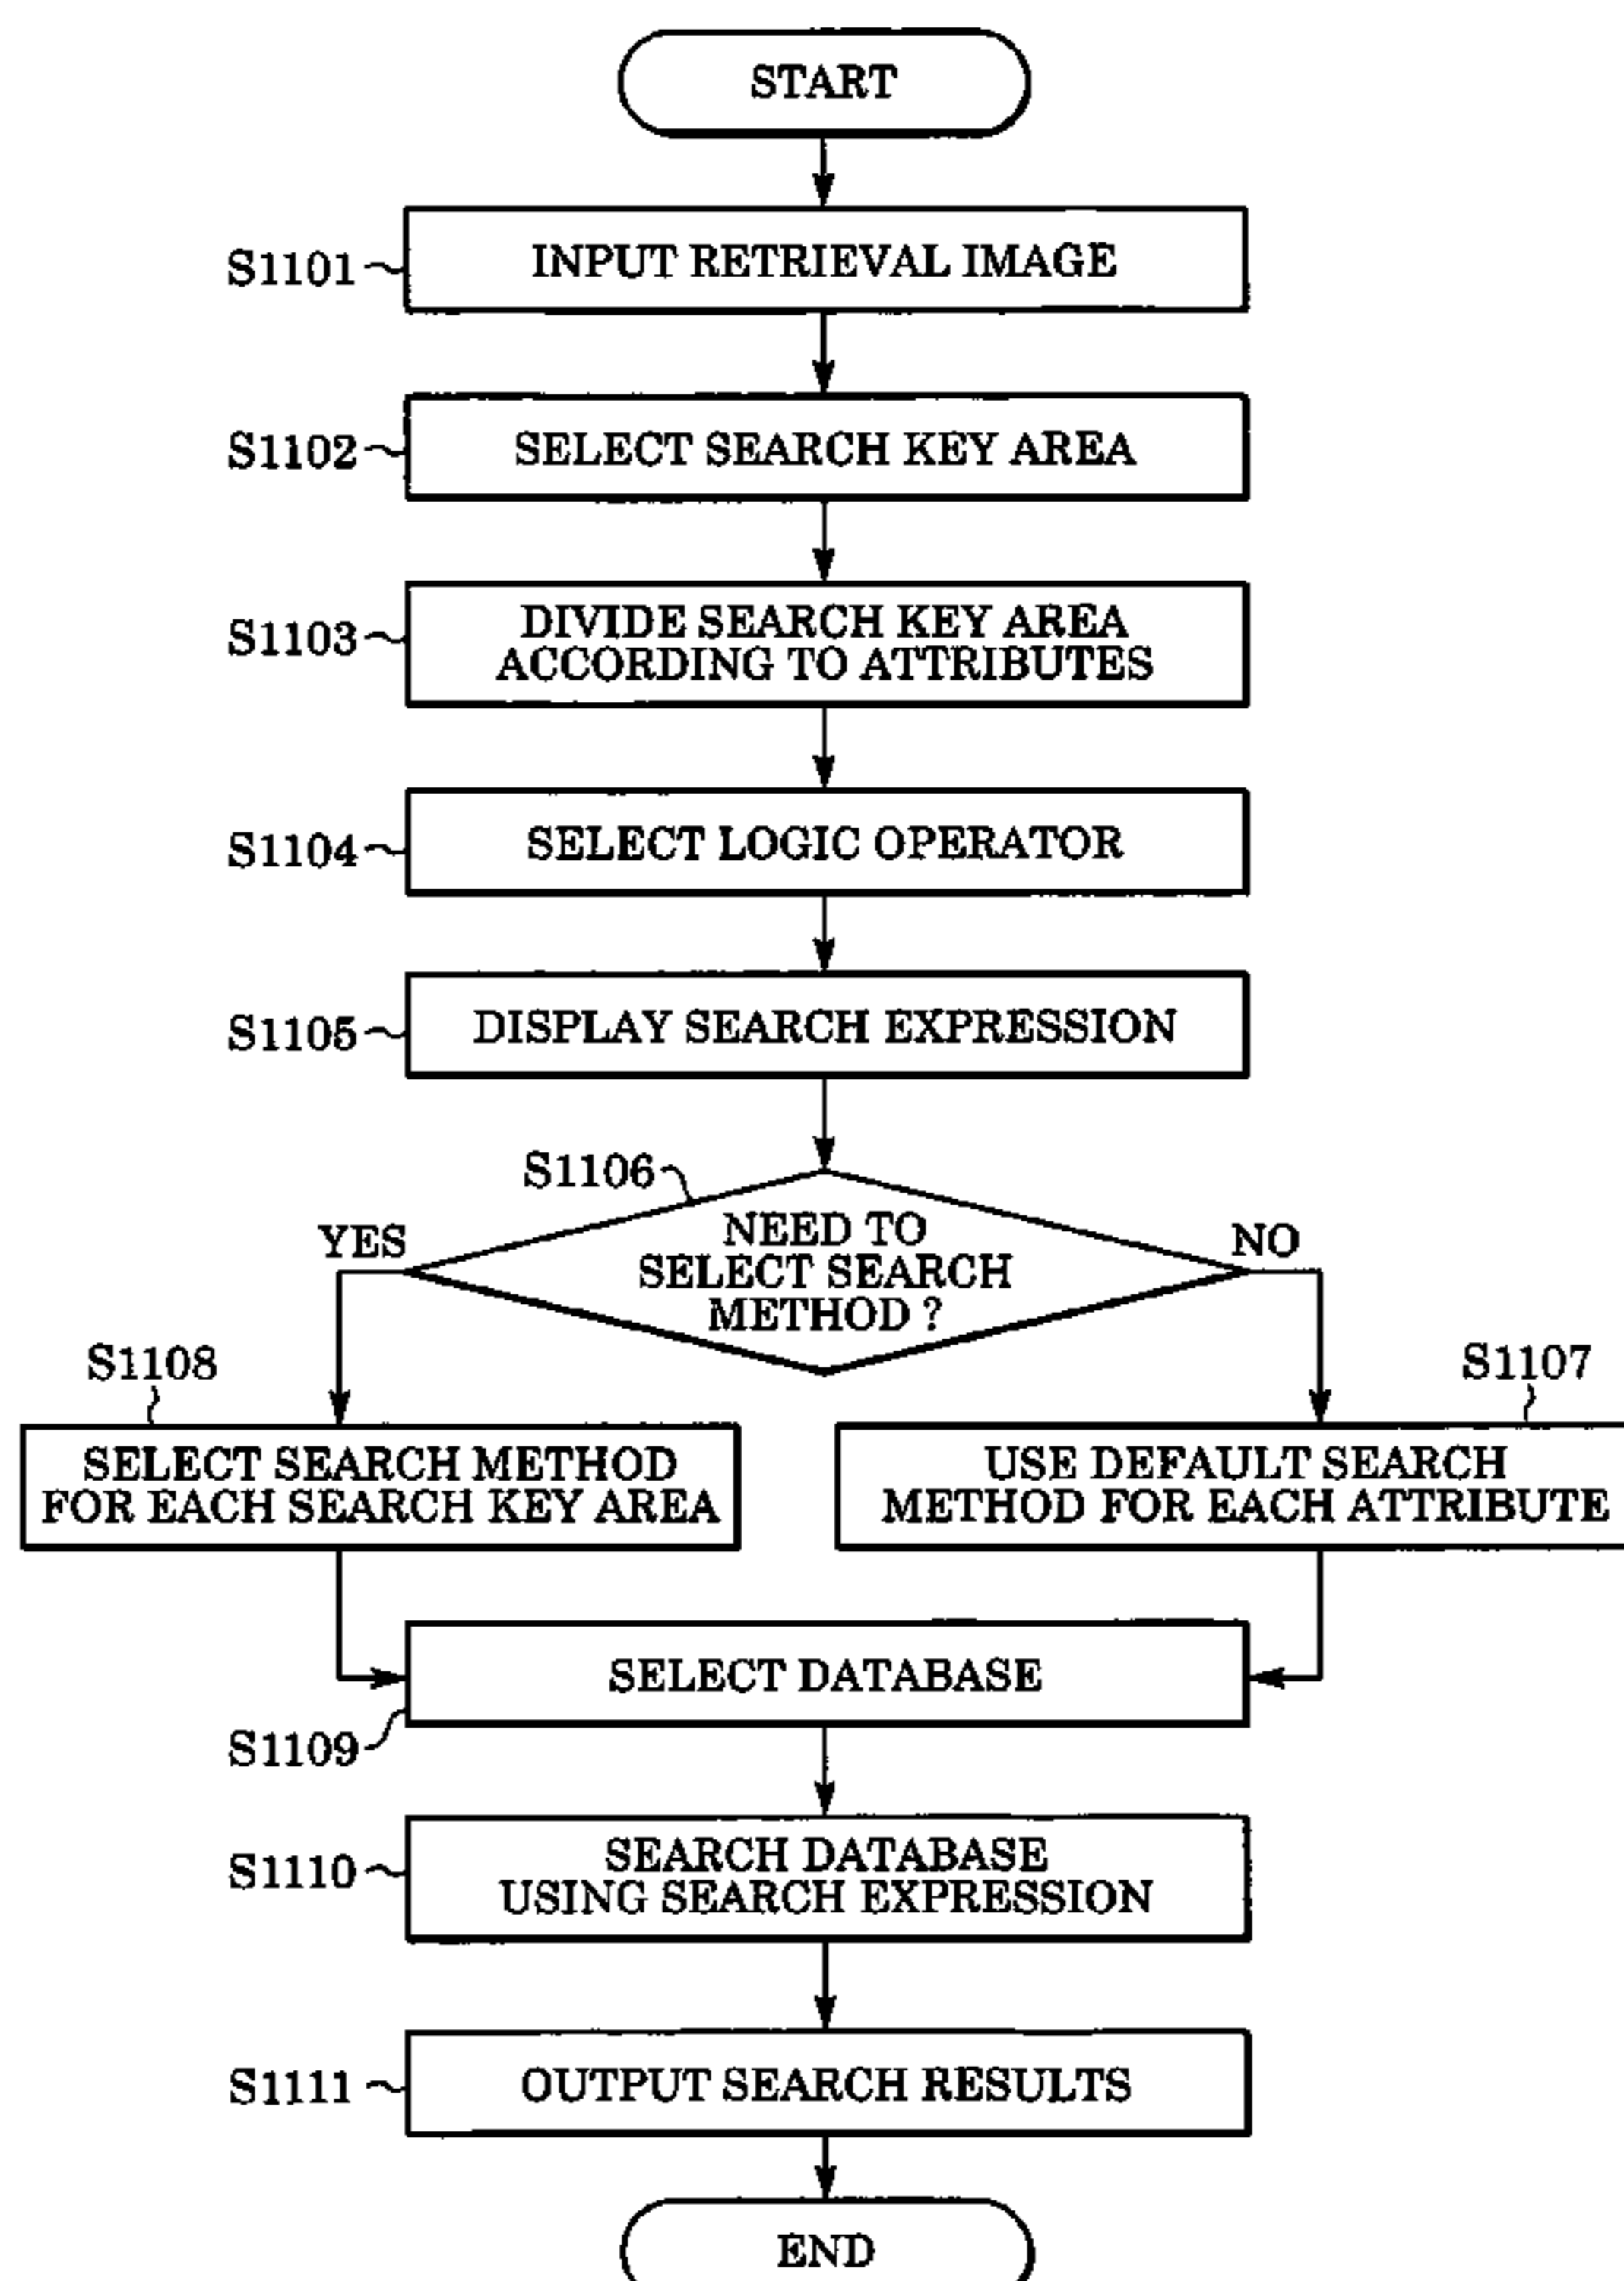 START
S1101
INPUT RETRIEVAL IMAGE
S1102
SELECT SEARCH KEY AREA
S1103
DIVIDE SEARCH KEY AREA
ACCORDING TO ATTRIBUTES
S1104
SELECT LOGIC OPERATOR
S1105
DISPLAY SEARCH EXPRESSION
S1106
YES
NEED TO
SELECT SEARCH
METHOD ?
NO
S1108
SELECT SEARCH METHOD
FOR EACH SEARCH KEY AREA
S1107
USE DEFAULT SEARCH
METHOD FOR EACH ATTRIBUTE
SELECT DATABASE
S1109
S1110
SEARCH DATABASE
USING SEARCH EXPRESSION
S1111
OUTPUT SEARCH RESULTS
END